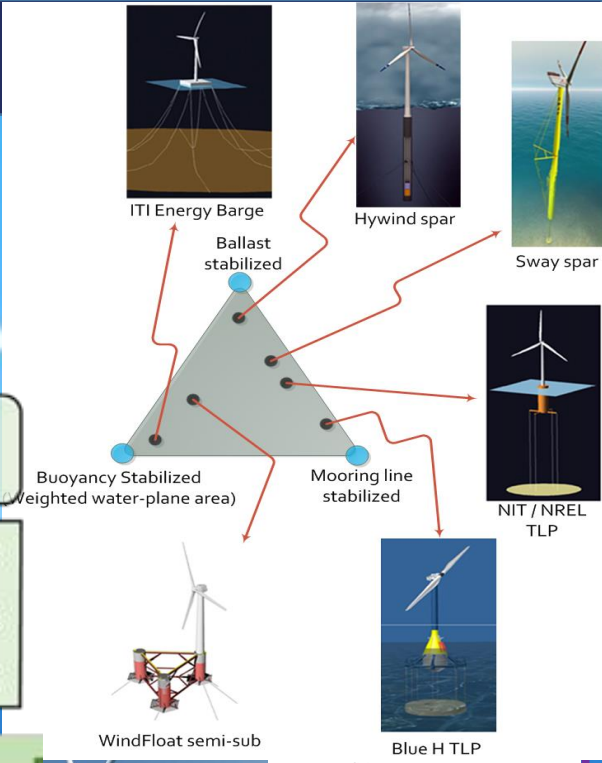 ITI Energy Barge
Hywind spar
Sway spar
Ballast
stabilized
Buoyancy Stabilized
(Weighted water-plane area)
Mooring line
stabilized
NIT / NREL
TLP
WindFloat semi-sub
Blue H TLP